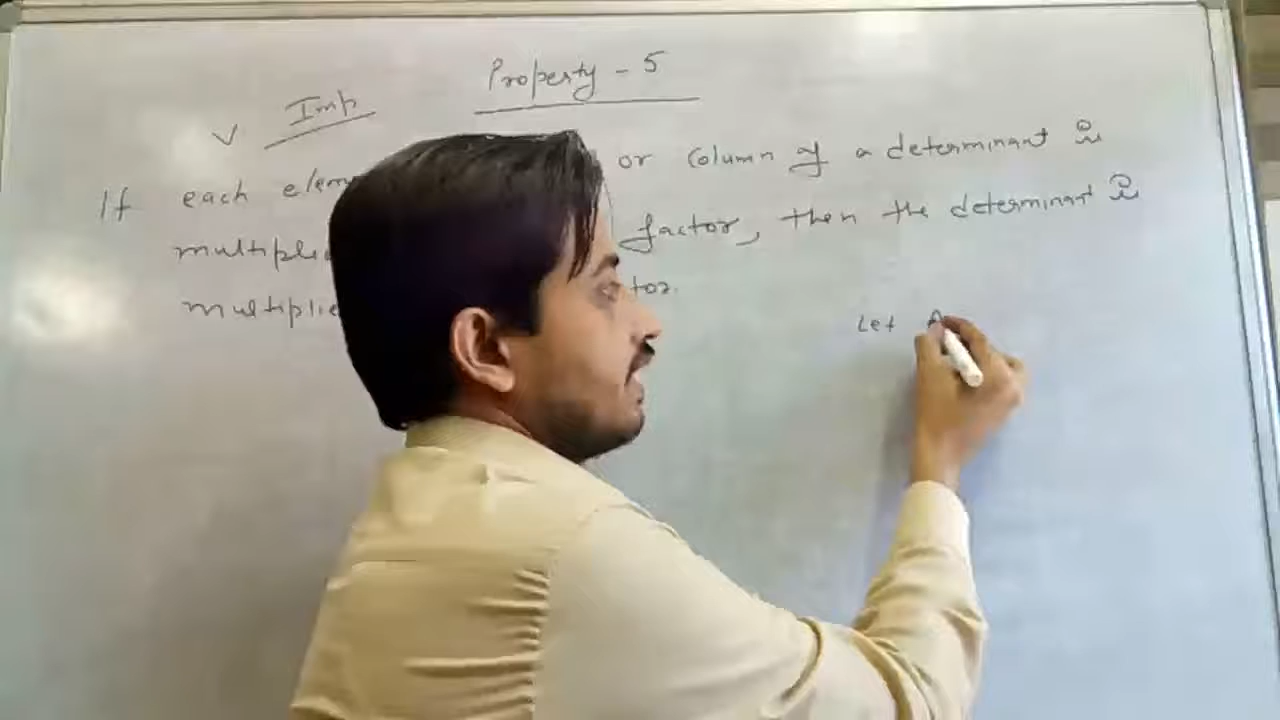 Property - 5
✓ Imp
If each elem or column of a determinant is
multiplie factor, then the determinant is
multiplie tor.
Let A